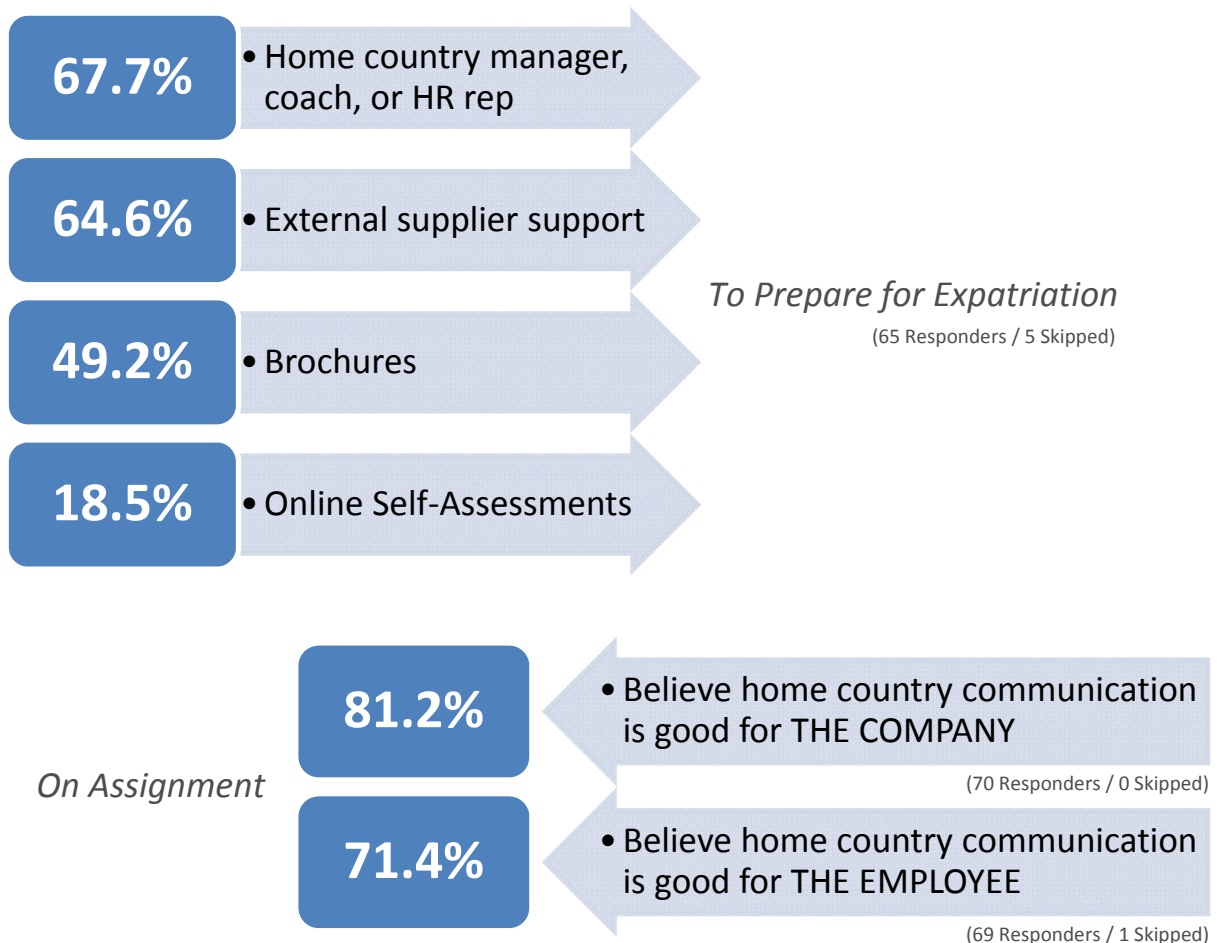 67.7%
• Home country manager,
coach, or HR rep
64.6%
• External supplier support
49.2%
• Brochures
18.5%
• Online Self-Assessments
To Prepare for Expatriation
(65 Responders / 5 Skipped)
On Assignment
81.2%
• Believe home country communication
is good for THE COMPANY
(70 Responders / 0 Skipped)
71.4%
• Believe home country communication
is good for THE EMPLOYEE
(69 Responders / 1 Skipped)